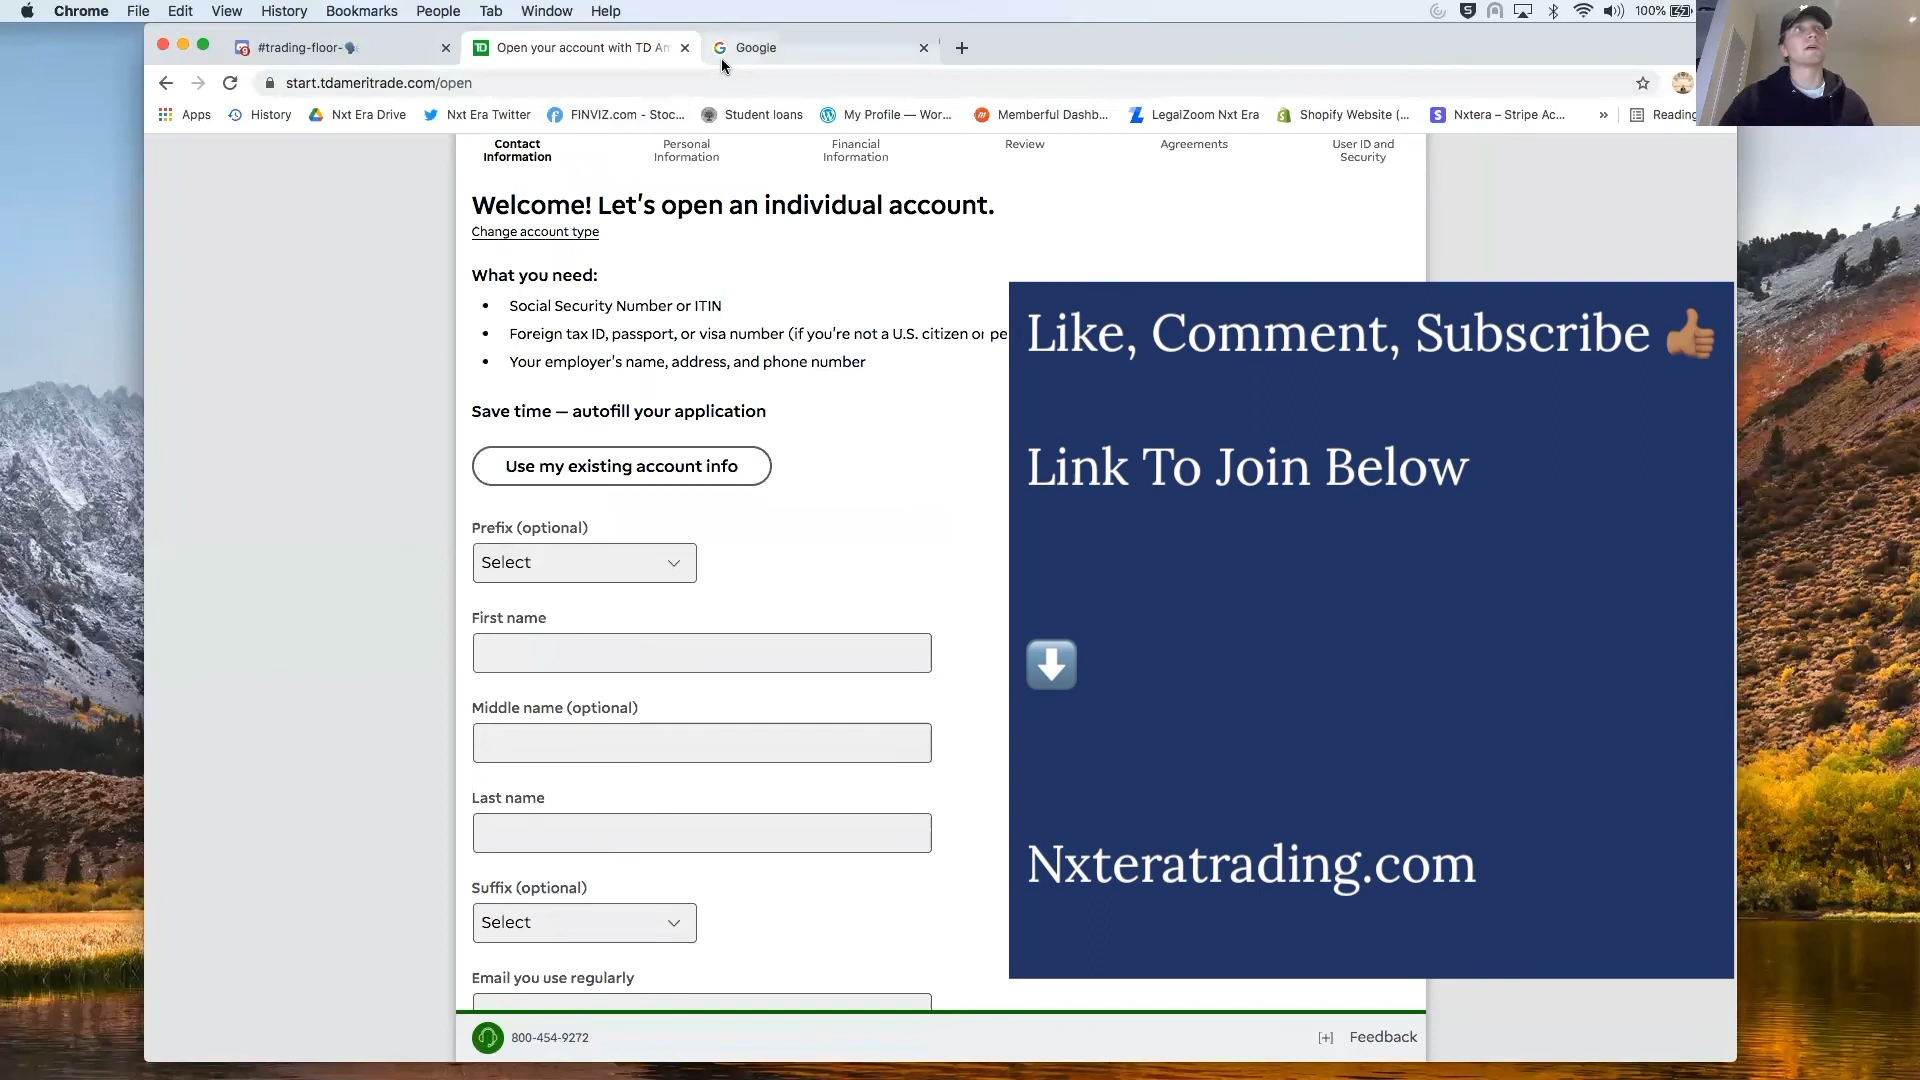 Chrome File Edit View History Bookmarks People Tab Window Help 100%
#trading-floor- Open your account with TD Am Google
start.tdameritrade.com/open
Apps History Nxt Era Drive Nxt Era Twitter FINVIZ.com - Stoc... Student loans My Profile — Wor... Memberful Dashb... LegalZoom Nxt Era Shopify Website (... Nxtera – Stripe Ac... » Reading
Contact Information Personal Information Financial Information Review Agreements User ID and Security
Welcome! Let's open an individual account.
Change account type
What you need:
• Social Security Number or ITIN
• Foreign tax ID, passport, or visa number (if you're not a U.S. citizen or pe
• Your employer's name, address, and phone number
Save time — autofill your application
Use my existing account info
Prefix (optional)
Select
First name
Middle name (optional)
Last name
Suffix (optional)
Select
Email you use regularly
800-454-9272
[+] Feedback
Like, Comment, Subscribe 👍🏽
Link To Join Below
⬇️
Nxteratrading.com